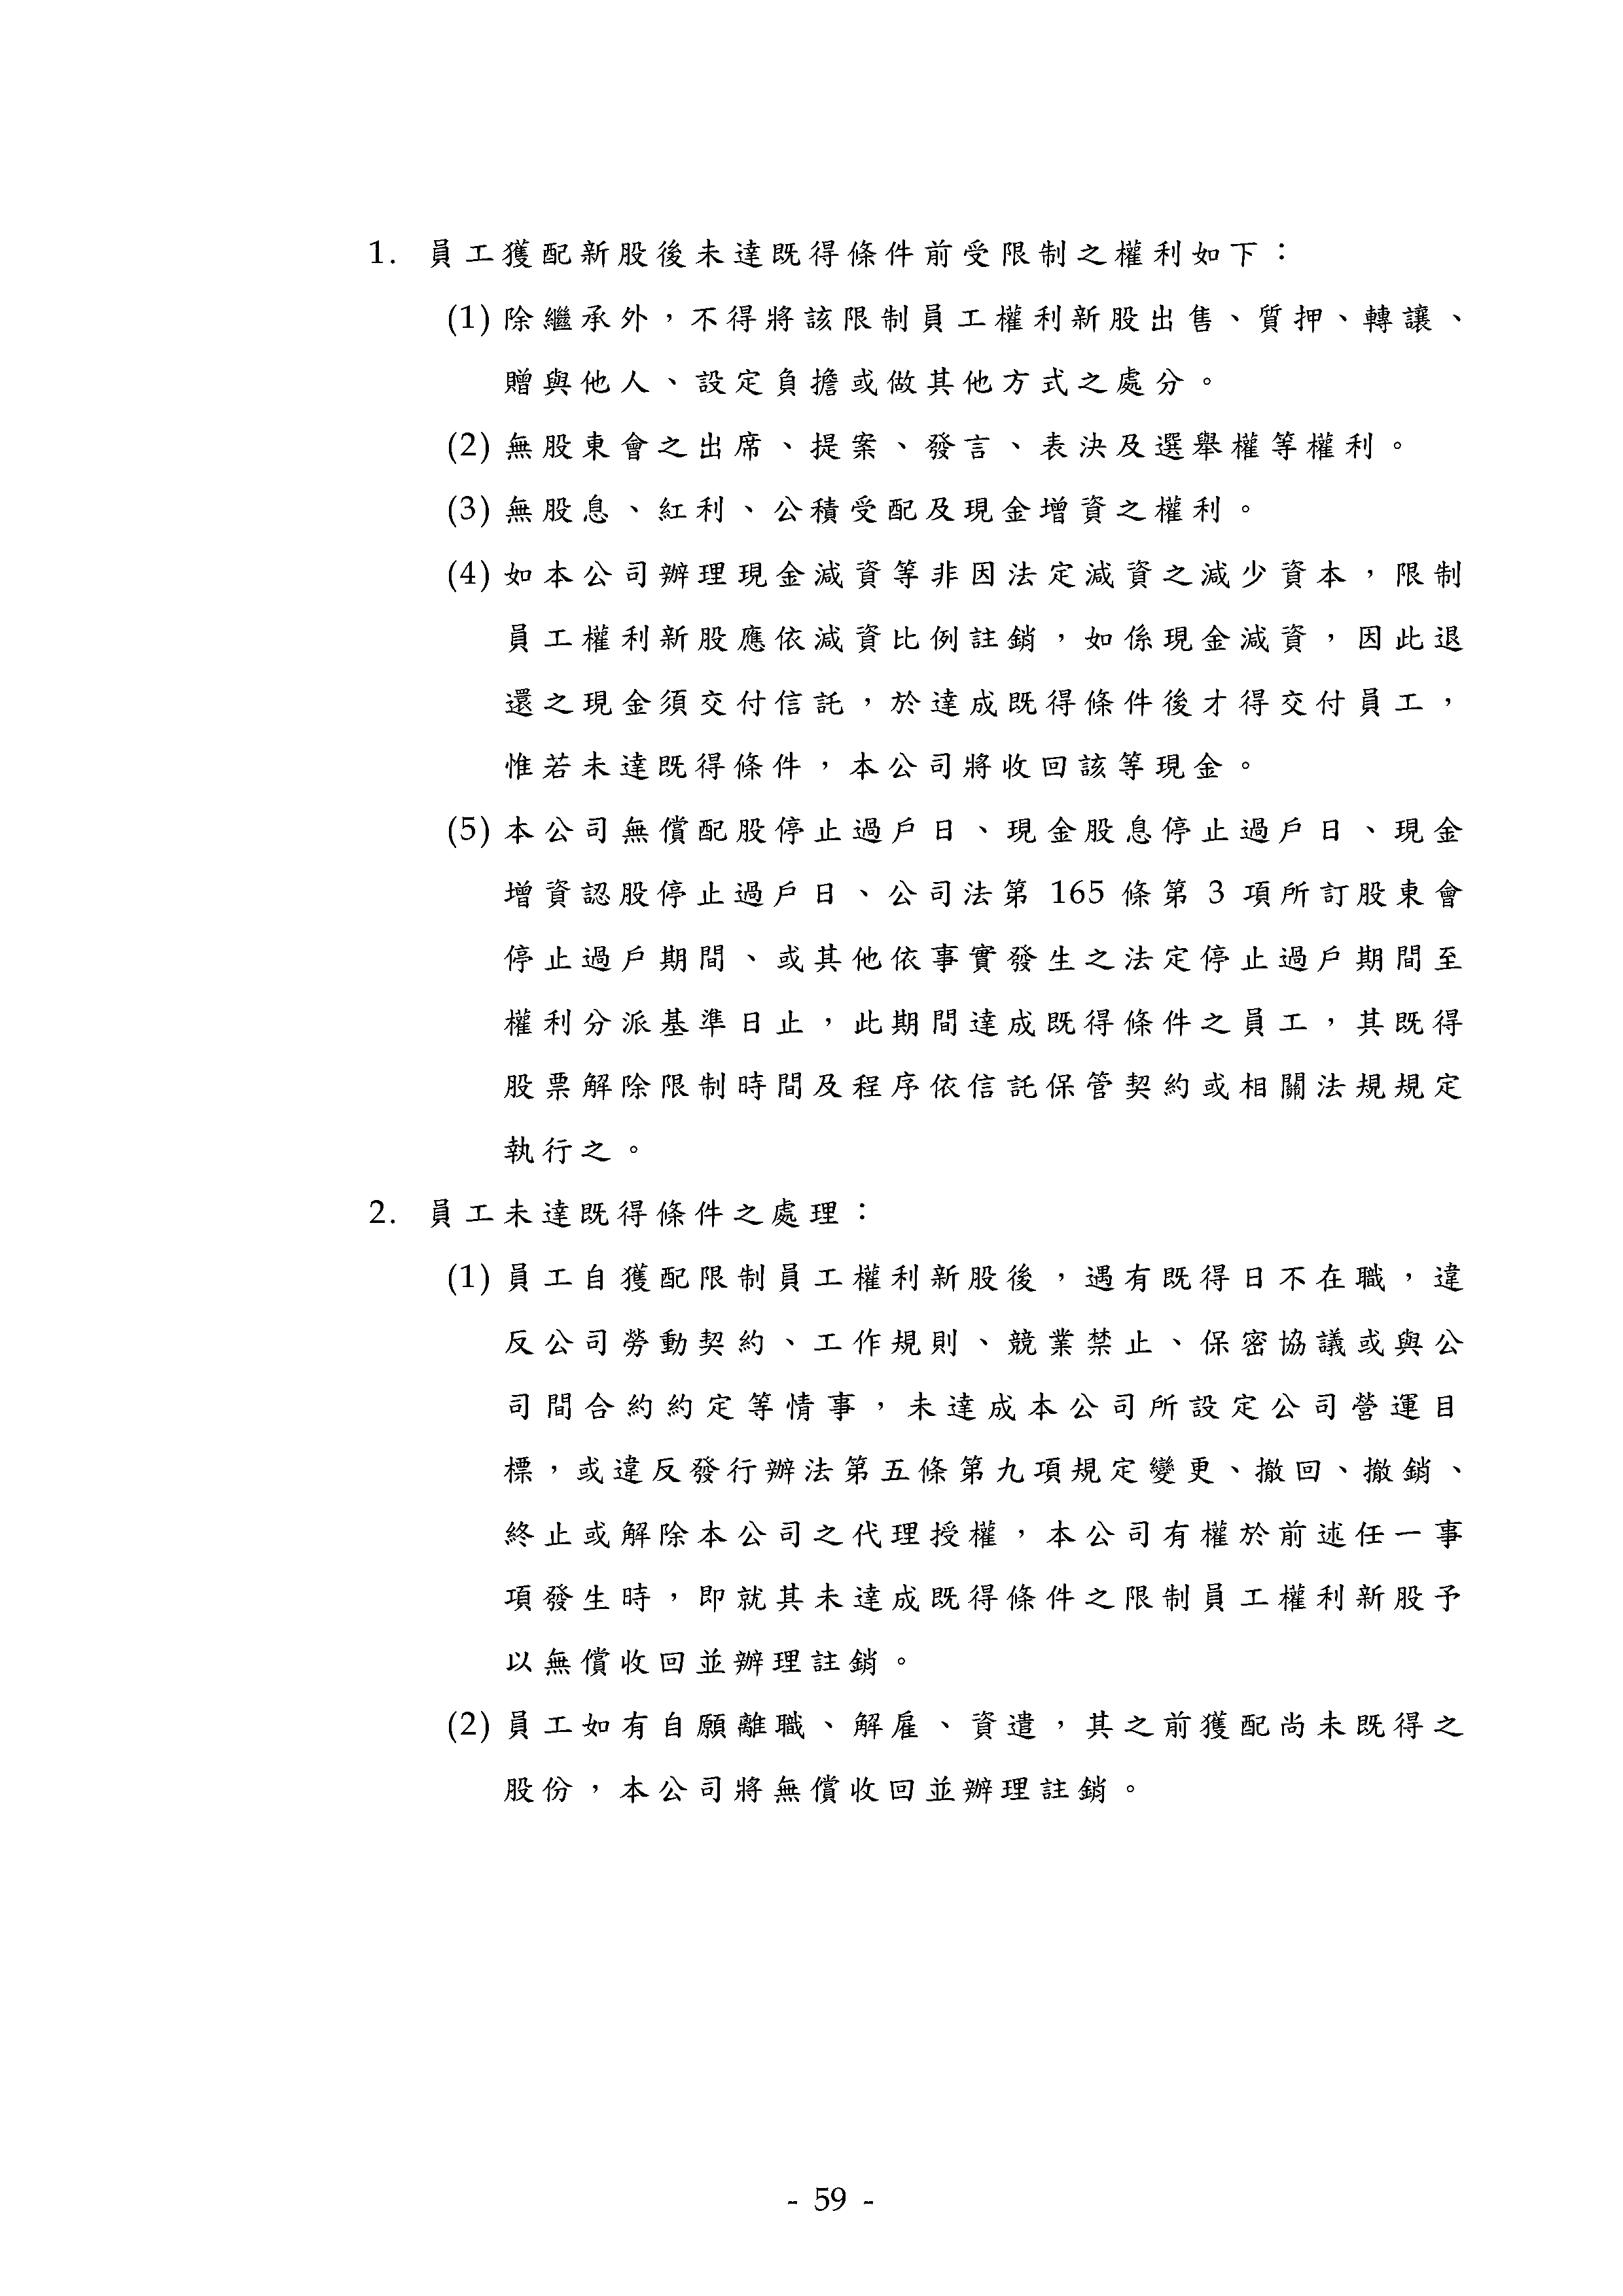 1. 員工獲配新股後未達既得條件前受限制之權利如下：
(1) 除繼承外，不得將該限制員工權利新股出售、質押、轉讓、
贈與他人、設定負擔或做其他方式之處分。
(2) 無股東會之出席、提案、發言、表決及選舉權等權利。
(3) 無股息、紅利、公積受配及現金增資之權利。
(4) 如本公司辦理現金減資等非因法定減資之減少資本，限制
員工權利新股應依減資比例註銷，如係現金減資，因此退
還之現金須交付信託，於達成既得條件後才得交付員工，
惟若未達既得條件，本公司將收回該等現金。
(5) 本公司無償配股停止過戶日、現金股息停止過戶日、現金
增資認股停止過戶日、公司法第 165 條第 3 項所訂股東會
停止過戶期間、或其他依事實發生之法定停止過戶期間至
權利分派基準日止，此期間達成既得條件之員工，其既得
股票解除限制時間及程序依信託保管契約或相關法規規定
執行之。
2. 員工未達既得條件之處理：
(1) 員工自獲配限制員工權利新股後，遇有既得日不在職，違
反公司勞動契約、工作規則、競業禁止、保密協議或與公
司間合約約定等情事，未達成本公司所設定公司營運目
標，或違反發行辦法第五條第九項規定變更、撤回、撤銷、
終止或解除本公司之代理授權，本公司有權於前述任一事
項發生時，即就其未達成既得條件之限制員工權利新股予
以無償收回並辦理註銷。
(2) 員工如有自願離職、解雇、資遣，其之前獲配尚未既得之
股份，本公司將無償收回並辦理註銷。
- 59 -